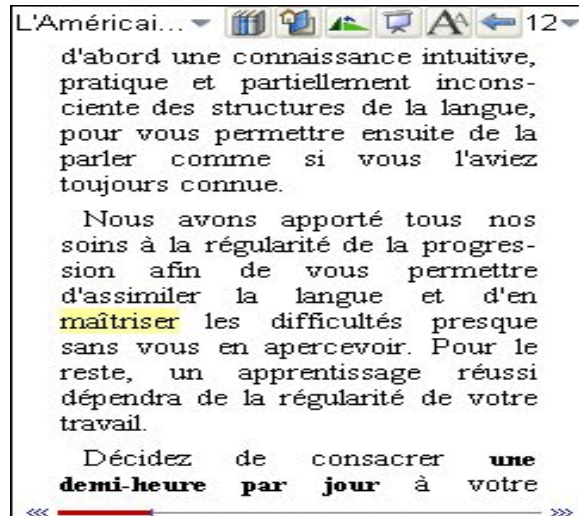 L'Américai... 12
d'abord une connaissance intuitive,
pratique et partiellement incons-
ciente des structures de la langue,
pour vous permettre ensuite de la
parler comme si vous l'aviez
toujours connue.
Nous avons apporté tous nos
soins à la régularité de la progres-
sion afin de vous permettre
d'assimiler la langue et d'en
maîtriser les difficultés presque
sans vous en apercevoir. Pour le
reste, un apprentissage réussi
dépendra de la régularité de votre
travail.
Décidez de consacrer une
demi-heure par jour à votre